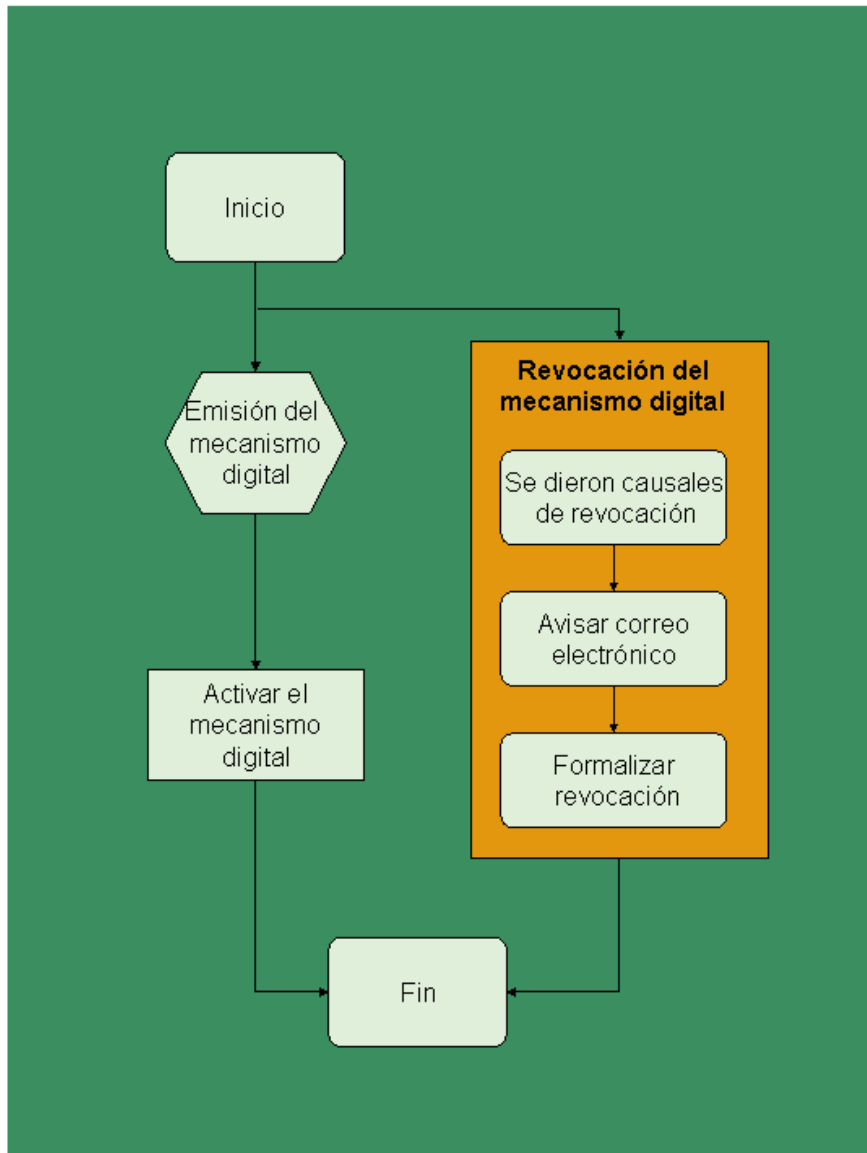 Inicio
Emisión del
mecanismo
digital
Activar el
mecanismo
digital
Revocación del
mecanismo digital
Se dieron causales
de revocación
Avisar correo
electrónico
Formalizar
revocación
Fin